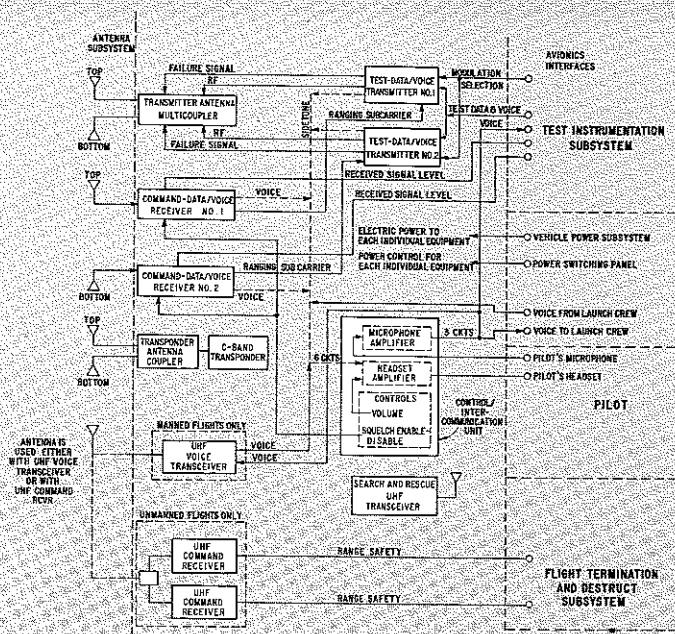 ANTENNA
SUBSYSTEM
AVIONICS
INTERFACES
TOP
FAILURE SIGNAL
RF
TRANSMITTER ANTENNA
MULTICOUPLER
TEST-DATA/VOICE
TRANSMITTER NO.1
MODULATION
SELECTION
SIDETONE
RANGING SUBCARRIER
TEST DATA & VOICE
VOICE
TEST INSTRUMENTATION
SUBSYSTEM
RF
FAILURE SIGNAL
TEST-DATA/VOICE
TRANSMITTER NO.2
BOTTOM
TOP
RECEIVED SIGNAL LEVEL
COMMAND-DATA/VOICE
RECEIVER NO. 1
VOICE
RECEIVED SIGNAL LEVEL
ELECTRIC POWER TO
EACH INDIVIDUAL EQUIPMENT
VEHICLE POWER SUBSYSTEM
POWER CONTROL FOR
EACH INDIVIDUAL EQUIPMENT
POWER SWITCHING PANEL
COMMAND-DATA/VOICE
RECEIVER NO. 2
RANGING SUBCARRIER
VOICE
BOTTOM
VOICE FROM LAUNCH CREW
VOICE TO LAUNCH CREW
TOP
TRANSPONDER
ANTENNA
COUPLER
C-BAND
TRANSPONDER
BOTTOM
6 CKTS
MICROPHONE
AMPLIFIER
3 CKTS
HEADSET
AMPLIFIER
CONTROLS
VOLUME
SQUELCH ENABLE-
DISABLE
PILOT'S MICROPHONE
PILOT'S HEADSET
PILOT
CONTROL/
INTER-
COMMUNICATION
UNIT
ANTENNA IS
USED EITHER
WITH UHF VOICE
TRANSCEIVER
OR WITH
UHF COMMAND
RCVR
MANNED FLIGHTS ONLY
UHF
VOICE
TRANSCEIVER
VOICE
VOICE
SEARCH AND RESCUE
UHF
TRANSCEIVER
UNMANNED FLIGHTS ONLY
UHF
COMMAND
RECEIVER
RANGE SAFETY
UHF
COMMAND
RECEIVER
RANGE SAFETY
FLIGHT TERMINATION
AND DESTRUCT
SUBSYSTEM